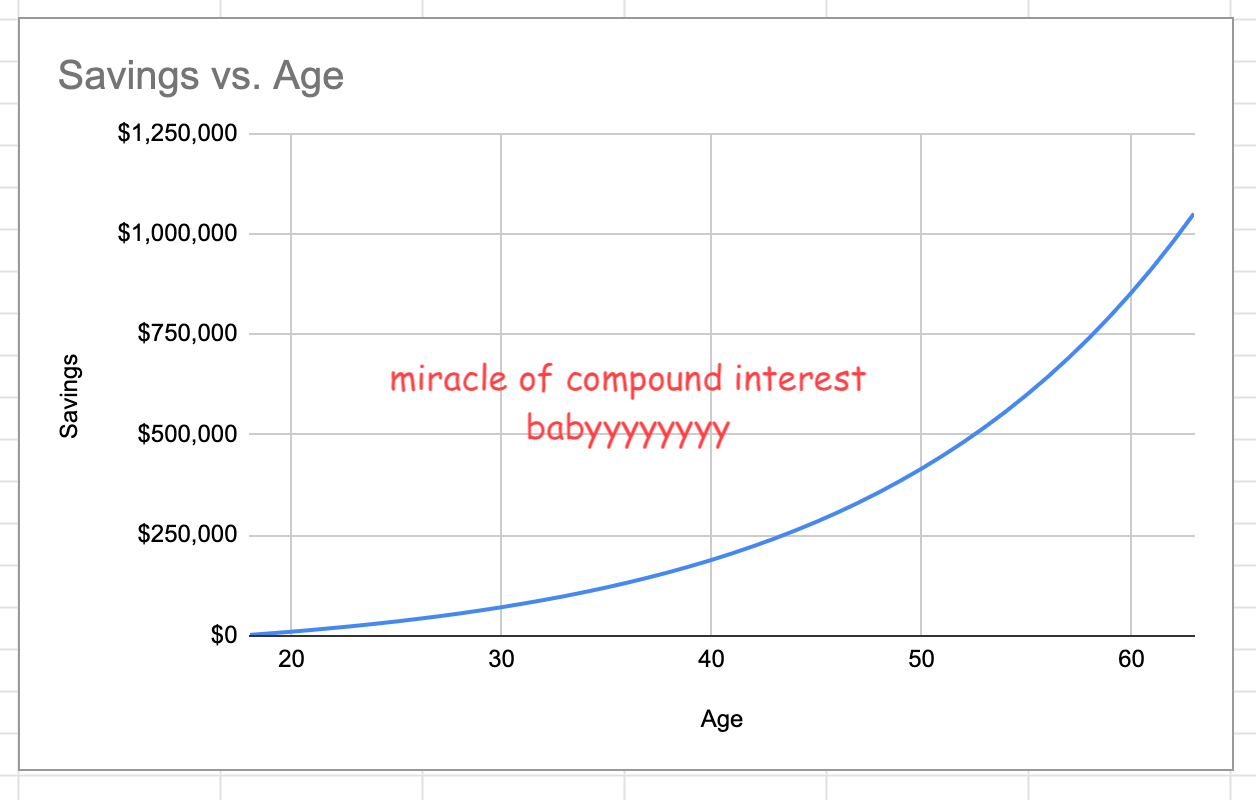 Savings vs. Age
$1,250,000
$1,000,000
$750,000
miracle of compound interest
babyyyyyyyy
Savings
$500,000
$250,000
$0
20 30 40 50 60
Age